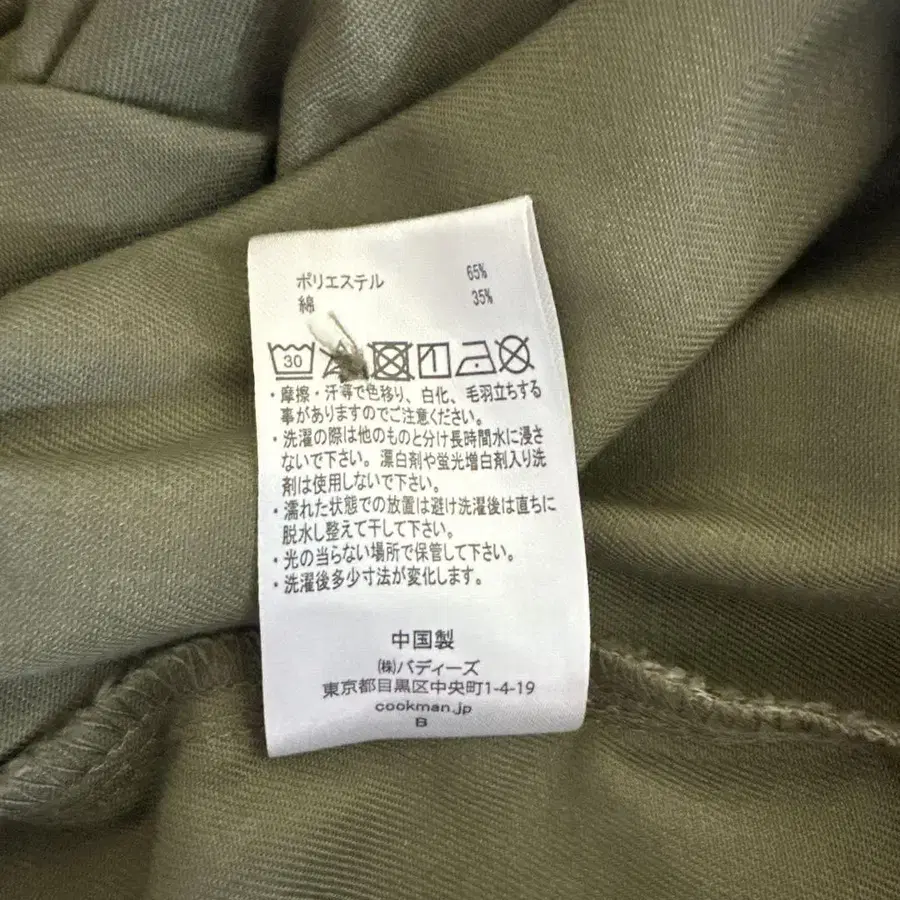 ポリエステル 65%
綿 35%
30
・摩擦・汗等で色移り、白化、毛羽立ちする
事がありますのでご注意ください。
・洗濯の際は他のものと分け長時間水に浸さ
ないで下さい。漂白剤や蛍光増白剤入り洗
剤は使用しないで下さい。
・濡れた状態での放置は避け洗濯後は直ちに
脱水し整えて干して下さい。
・光の当らない場所で保管して下さい。
・洗濯後多少寸法が変化します。
中国製
㈱バディーズ
東京都目黒区中央町1-4-19
cookman.jp
B